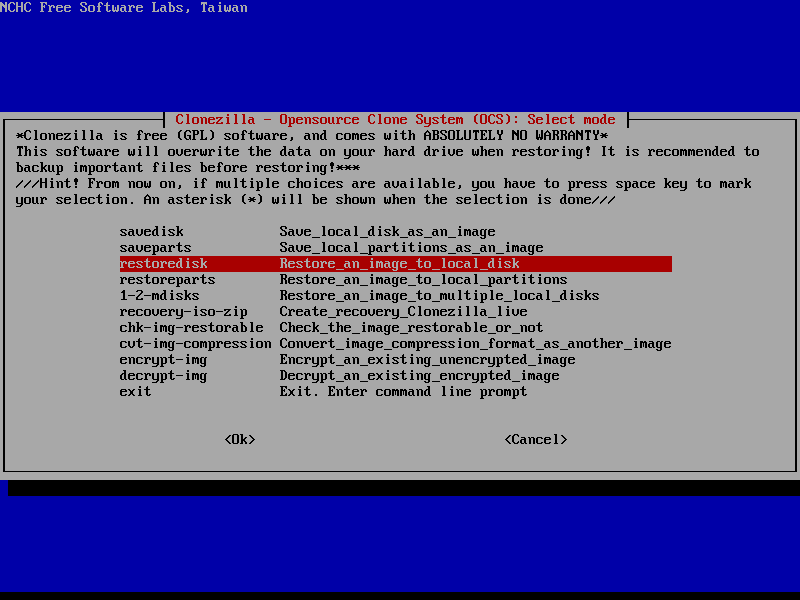 NCHC Free Software Labs, Taiwan
Clonezilla - Opensource Clone System (OCS): Select mode
*Clonezilla is free (GPL) software, and comes with ABSOLUTELY NO WARRANTY*
This software will overwrite the data on your hard drive when restoring! It is recommended to
backup important files before restoring!***
///Hint! From now on, if multiple choices are available, you have to press space key to mark
your selection. An asterisk (*) will be shown when the selection is done///
savedisk Save_local_disk_as_an_image
saveparts Save_local_partitions_as_an_image
restoredisk Restore_an_image_to_local_disk
restoreparts Restore_an_image_to_local_partitions
1-2-mdisks Restore_an_image_to_multiple_local_disks
recovery-iso-zip Create_recovery_Clonezilla_live
chk-img-restorable Check_the_image_restorable_or_not
cvt-img-compression Convert_image_compression_format_as_another_image
encrypt-img Encrypt_an_existing_unencrypted_image
decrypt-img Decrypt_an_existing_encrypted_image
exit Exit. Enter command line prompt
<Ok> <Cancel>